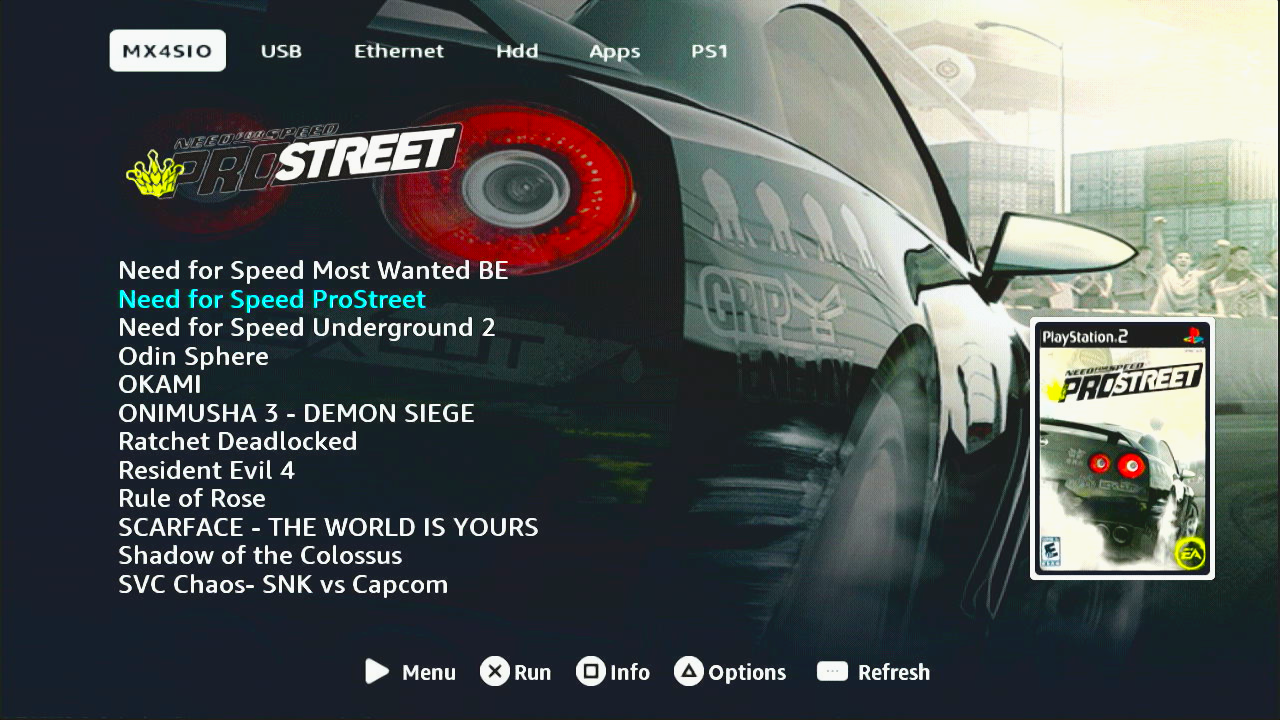 MX4SIO USB Ethernet Hdd Apps PS1
NEED FOR SPEED
PROSTREET
Need for Speed Most Wanted BE
Need for Speed ProStreet
Need for Speed Underground 2
Odin Sphere
OKAMI
ONIMUSHA 3 - DEMON SIEGE
Ratchet Deadlocked
Resident Evil 4
Rule of Rose
SCARFACE - THE WORLD IS YOURS
Shadow of the Colossus
SVC Chaos- SNK vs Capcom
GRIP
ENEMY
PlayStation.2
NEED FOR SPEED
PROSTREET
E
EA
Menu Run Info Options Refresh